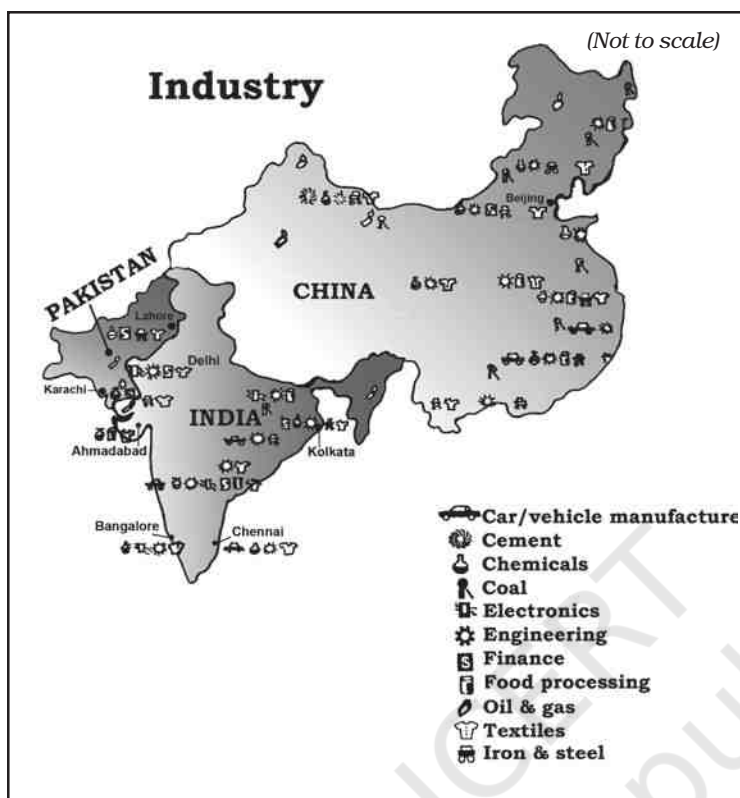 (Not to scale)
Industry
Beijing
PAKISTAN
CHINA
Lahore
Delhi
Karachi
INDIA
Ahmadabad
Kolkata
Bangalore
Chennai
Car/vehicle manufacture
Cement
Chemicals
Coal
Electronics
Engineering
S Finance
Food processing
Oil & gas
Textiles
Iron & steel